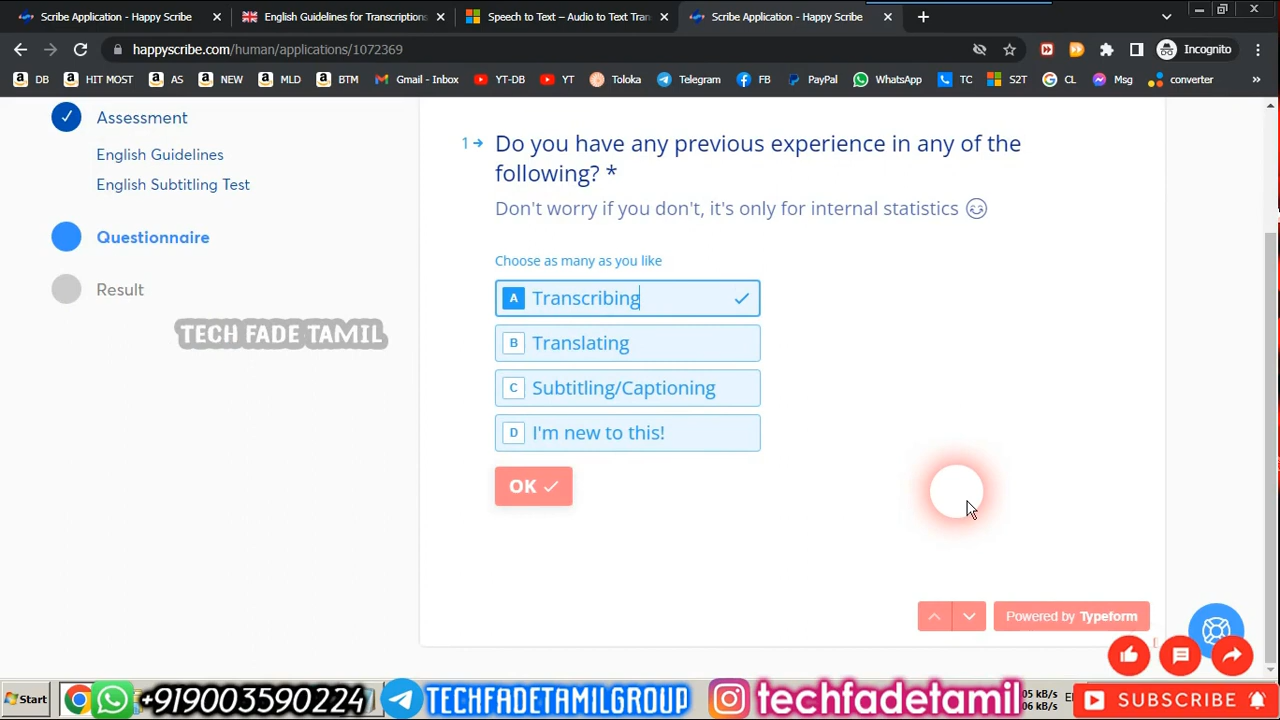 Scribe Application - Happy Scribe
English Guidelines for Transcriptions
Speech to Text – Audio to Text Tran
Scribe Application - Happy Scribe
happyscribe.com/human/applications/1072369
Incognito
DB
HIT MOST
AS
NEW
MLD
BTM
Gmail - Inbox
YT-DB
YT
Toloka
Telegram
FB
PayPal
WhatsApp
TC
S2T
CL
Msg
converter
Assessment
English Guidelines
English Subtitling Test
Questionnaire
Result
TECH FADE TAMIL
1
Do you have any previous experience in any of the
following? *
Don't worry if you don't, it's only for internal statistics
Choose as many as you like
A Transcribing
B Translating
C Subtitling/Captioning
D I'm new to this!
OK
Powered by Typeform
Start
+919003590224
TECHFADETAMILGROUP
techfadetamil
05 kB/s
06 kB/s
SUBSCRIBE